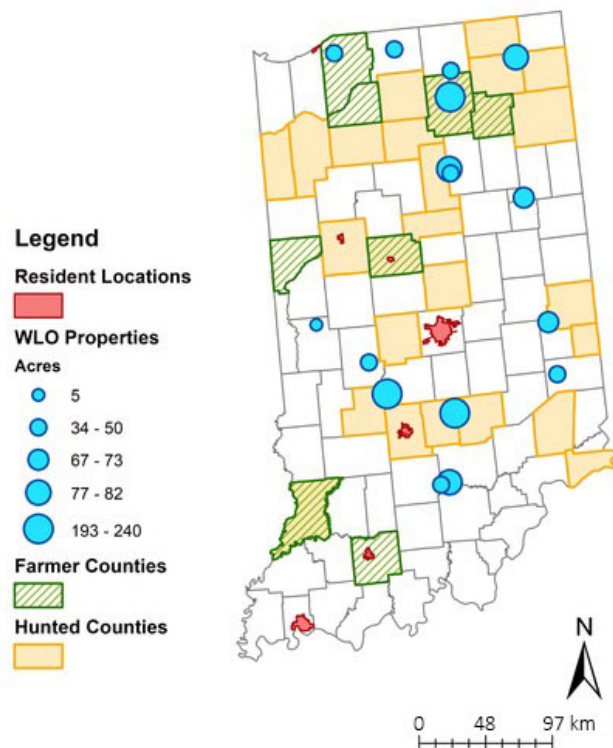 Legend
Resident Locations
WLO Properties
Acres
5
34 - 50
67 - 73
77 - 82
193 - 240
Farmer Counties
Hunted Counties
N
0 48 97 km